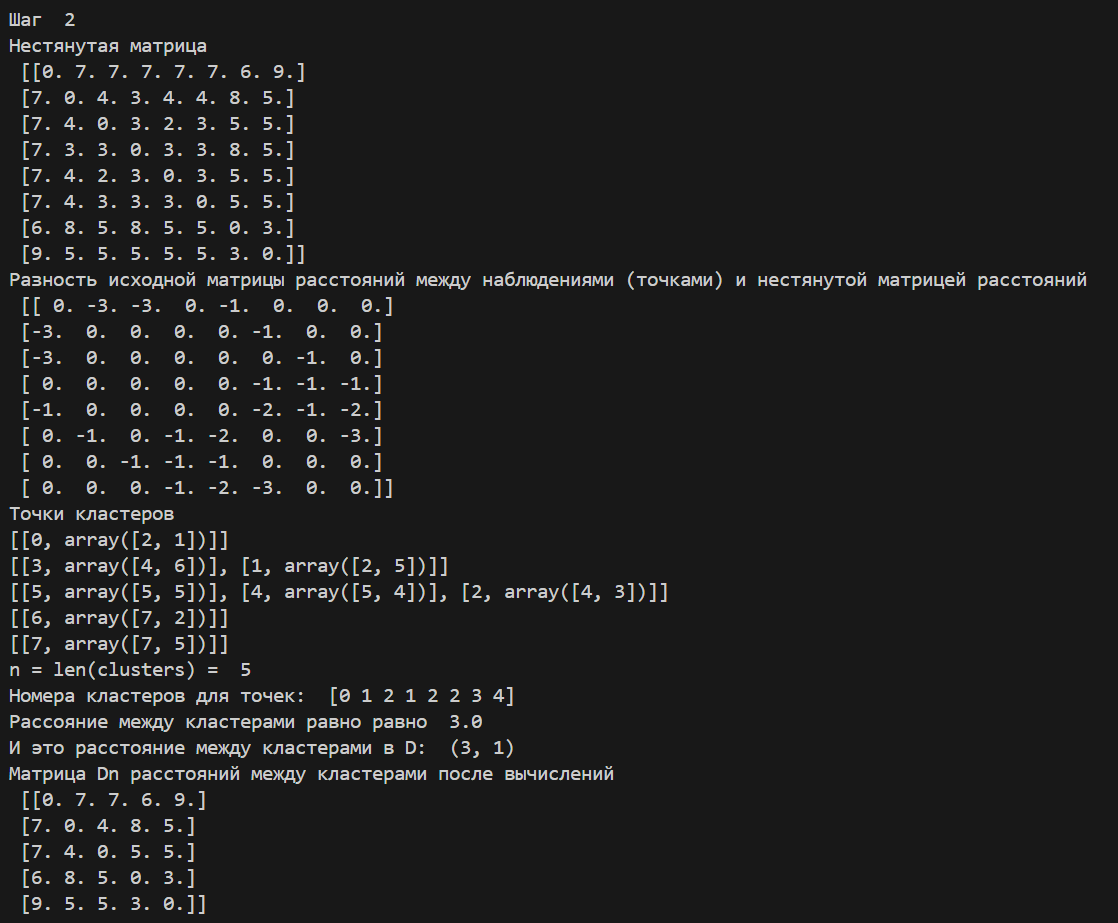 Шаг  2
Нестянутая матрица
 [[0. 7. 7. 7. 7. 7. 6. 9.]
 [7. 0. 4. 3. 4. 4. 8. 5.]
 [7. 4. 0. 3. 2. 3. 5. 5.]
 [7. 3. 3. 0. 3. 3. 8. 5.]
 [7. 4. 2. 3. 0. 3. 5. 5.]
 [7. 4. 3. 3. 3. 0. 5. 5.]
 [6. 8. 5. 8. 5. 5. 0. 3.]
 [9. 5. 5. 5. 5. 5. 3. 0.]]
Разность исходной матрицы расстояний между наблюдениями (точками) и нестянутой матрицей расстояний
 [[ 0. -3. -3.  0. -1.  0.  0.  0.]
 [-3.  0.  0.  0.  0. -1.  0.  0.]
 [-3.  0.  0.  0.  0.  0. -1.  0.]
 [ 0.  0.  0.  0.  0. -1. -1. -1.]
 [-1.  0.  0.  0.  0. -2. -1. -2.]
 [ 0. -1.  0. -1. -2.  0.  0. -3.]
 [ 0.  0. -1. -1. -1.  0.  0.  0.]
 [ 0.  0.  0. -1. -2. -3.  0.  0.]]
Точки кластеров
[[0, array([2, 1])]]
[[3, array([4, 6])], [1, array([2, 5])]]
[[5, array([5, 5])], [4, array([5, 4])], [2, array([4, 3])]]
[[6, array([7, 2])]]
[[7, array([7, 5])]]
n = len(clusters) =  5
Номера кластеров для точек:  [0 1 2 1 2 2 3 4]
Рассояние между кластерами равно равно  3.0
И это расстояние между кластерами в D:  (3, 1)
Матрица Dn расстояний между кластерами после вычислений
 [[0. 7. 7. 6. 9.]
 [7. 0. 4. 8. 5.]
 [7. 4. 0. 5. 5.]
 [6. 8. 5. 0. 3.]
 [9. 5. 5. 3. 0.]]